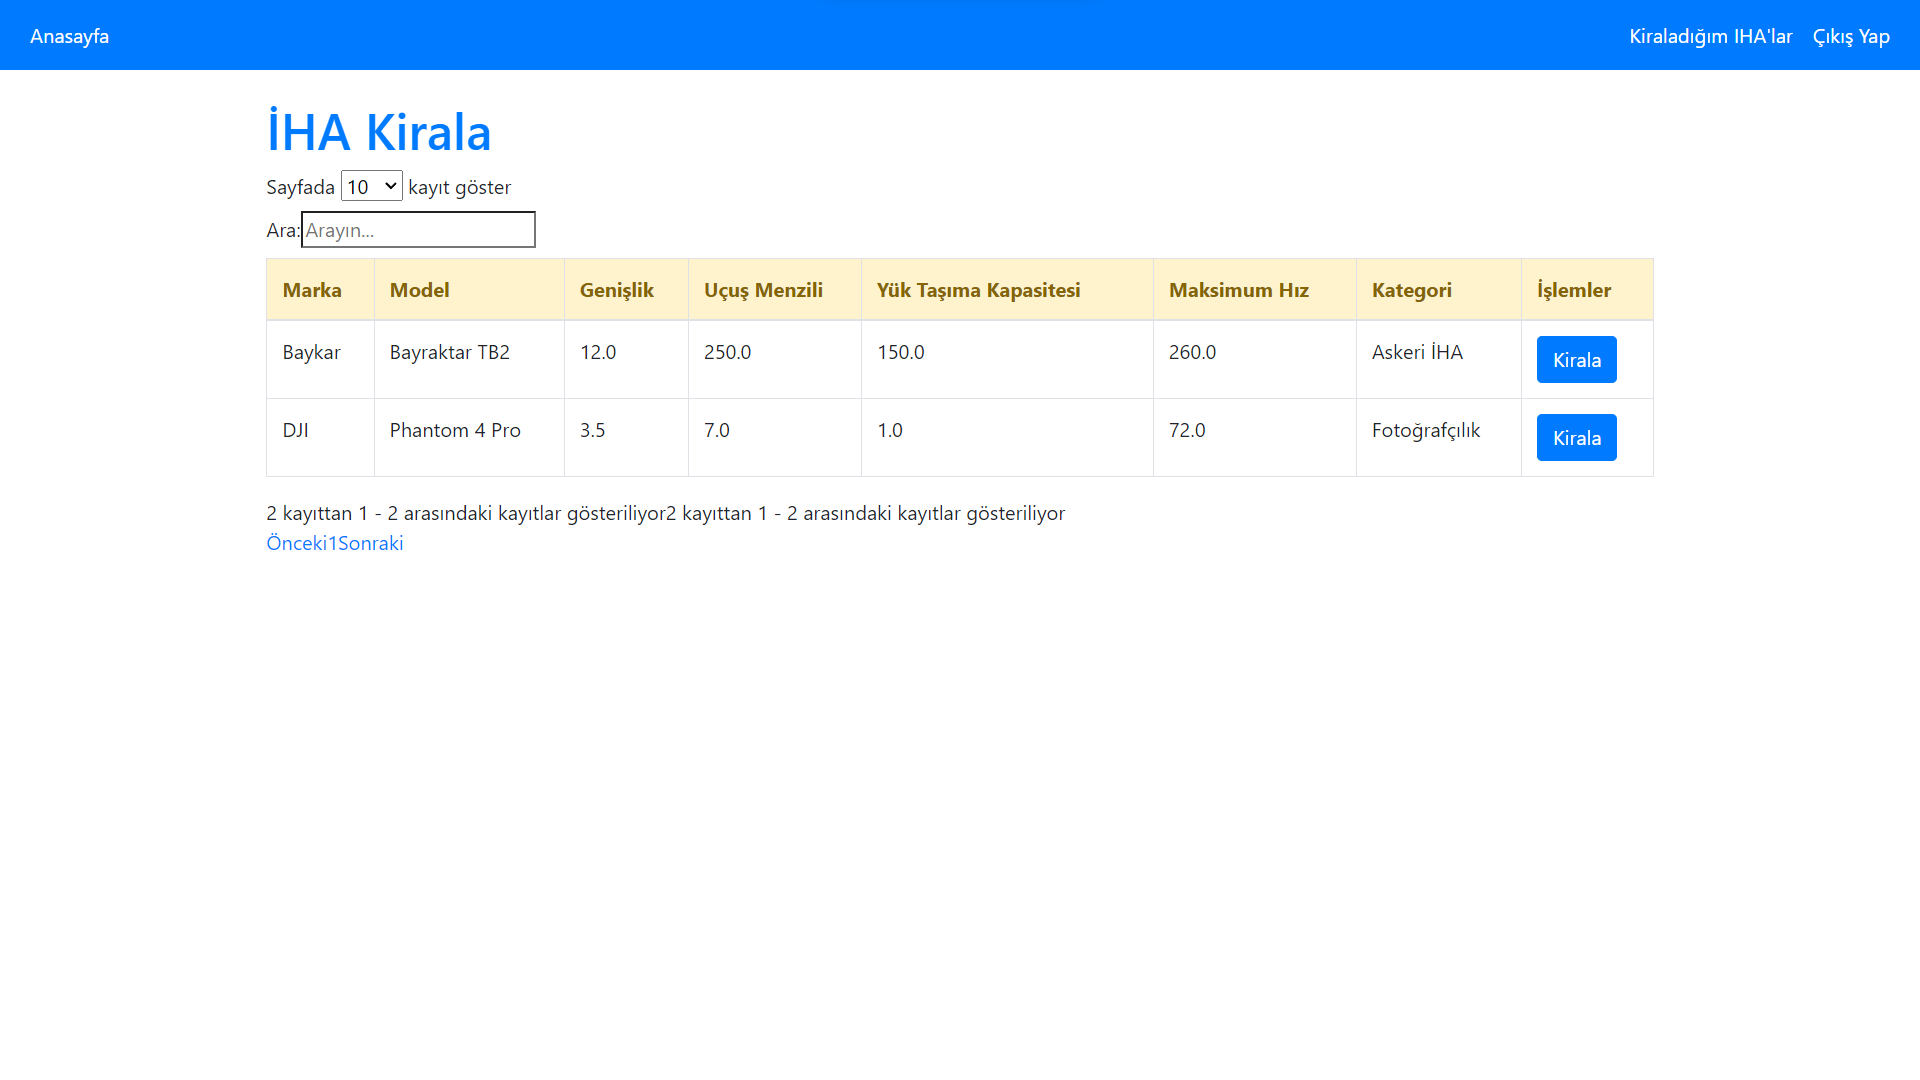 Anasayfa Kiraladığım IHA'lar Çıkış Yap
İHA Kirala
Sayfada 10 kayıt göster
Ara: Arayın...
Marka Model Genişlik Uçuş Menzili Yük Taşıma Kapasitesi Maksimum Hız Kategori İşlemler
Baykar Bayraktar TB2 12.0 250.0 150.0 260.0 Askeri İHA Kirala
DJI Phantom 4 Pro 3.5 7.0 1.0 72.0 Fotoğrafçılık Kirala
2 kayıttan 1 - 2 arasındaki kayıtlar gösteriliyor2 kayıttan 1 - 2 arasındaki kayıtlar gösteriliyor
Önceki1Sonraki